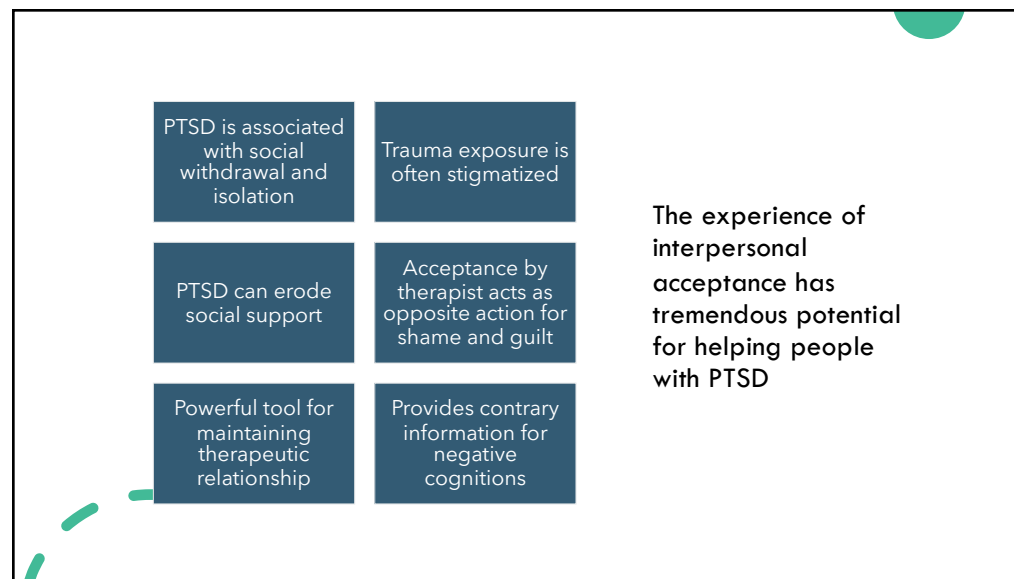 PTSD is associated
with social
withdrawal and
isolation
Trauma exposure is
often stigmatized
PTSD can erode
social support
Acceptance by
therapist acts as
opposite action for
shame and guilt
Powerful tool for
maintaining
therapeutic
relationship
Provides contrary
information for
negative
cognitions
The experience of
interpersonal
acceptance has
tremendous potential
for helping people
with PTSD